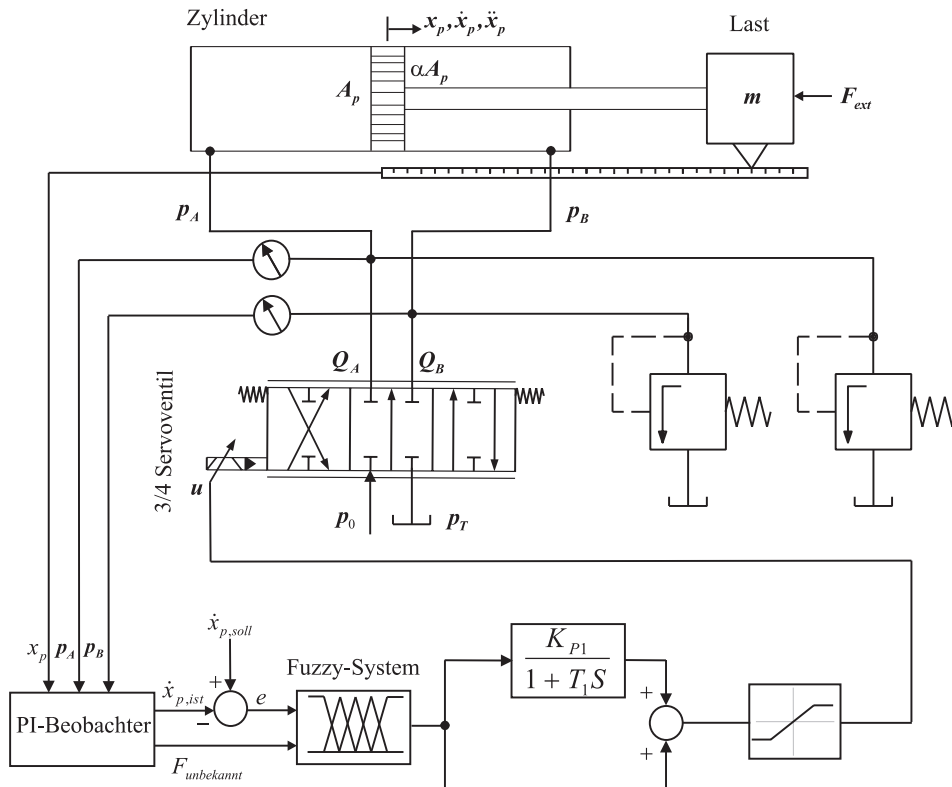 Zylinder
x_p, ẋ_p, ẍ_p
Last
A_p
αA_p
m
F_ext
p_A
p_B
Q_A
Q_B
3/4 Servoventil
u
p_0
p_T
x_p
p_A
p_B
ẋ_p,soll
+
ẋ_p,ist
−
e
PI-Beobachter
F_unbekannt
Fuzzy-System
K_P1
1 + T_1 S
+
+